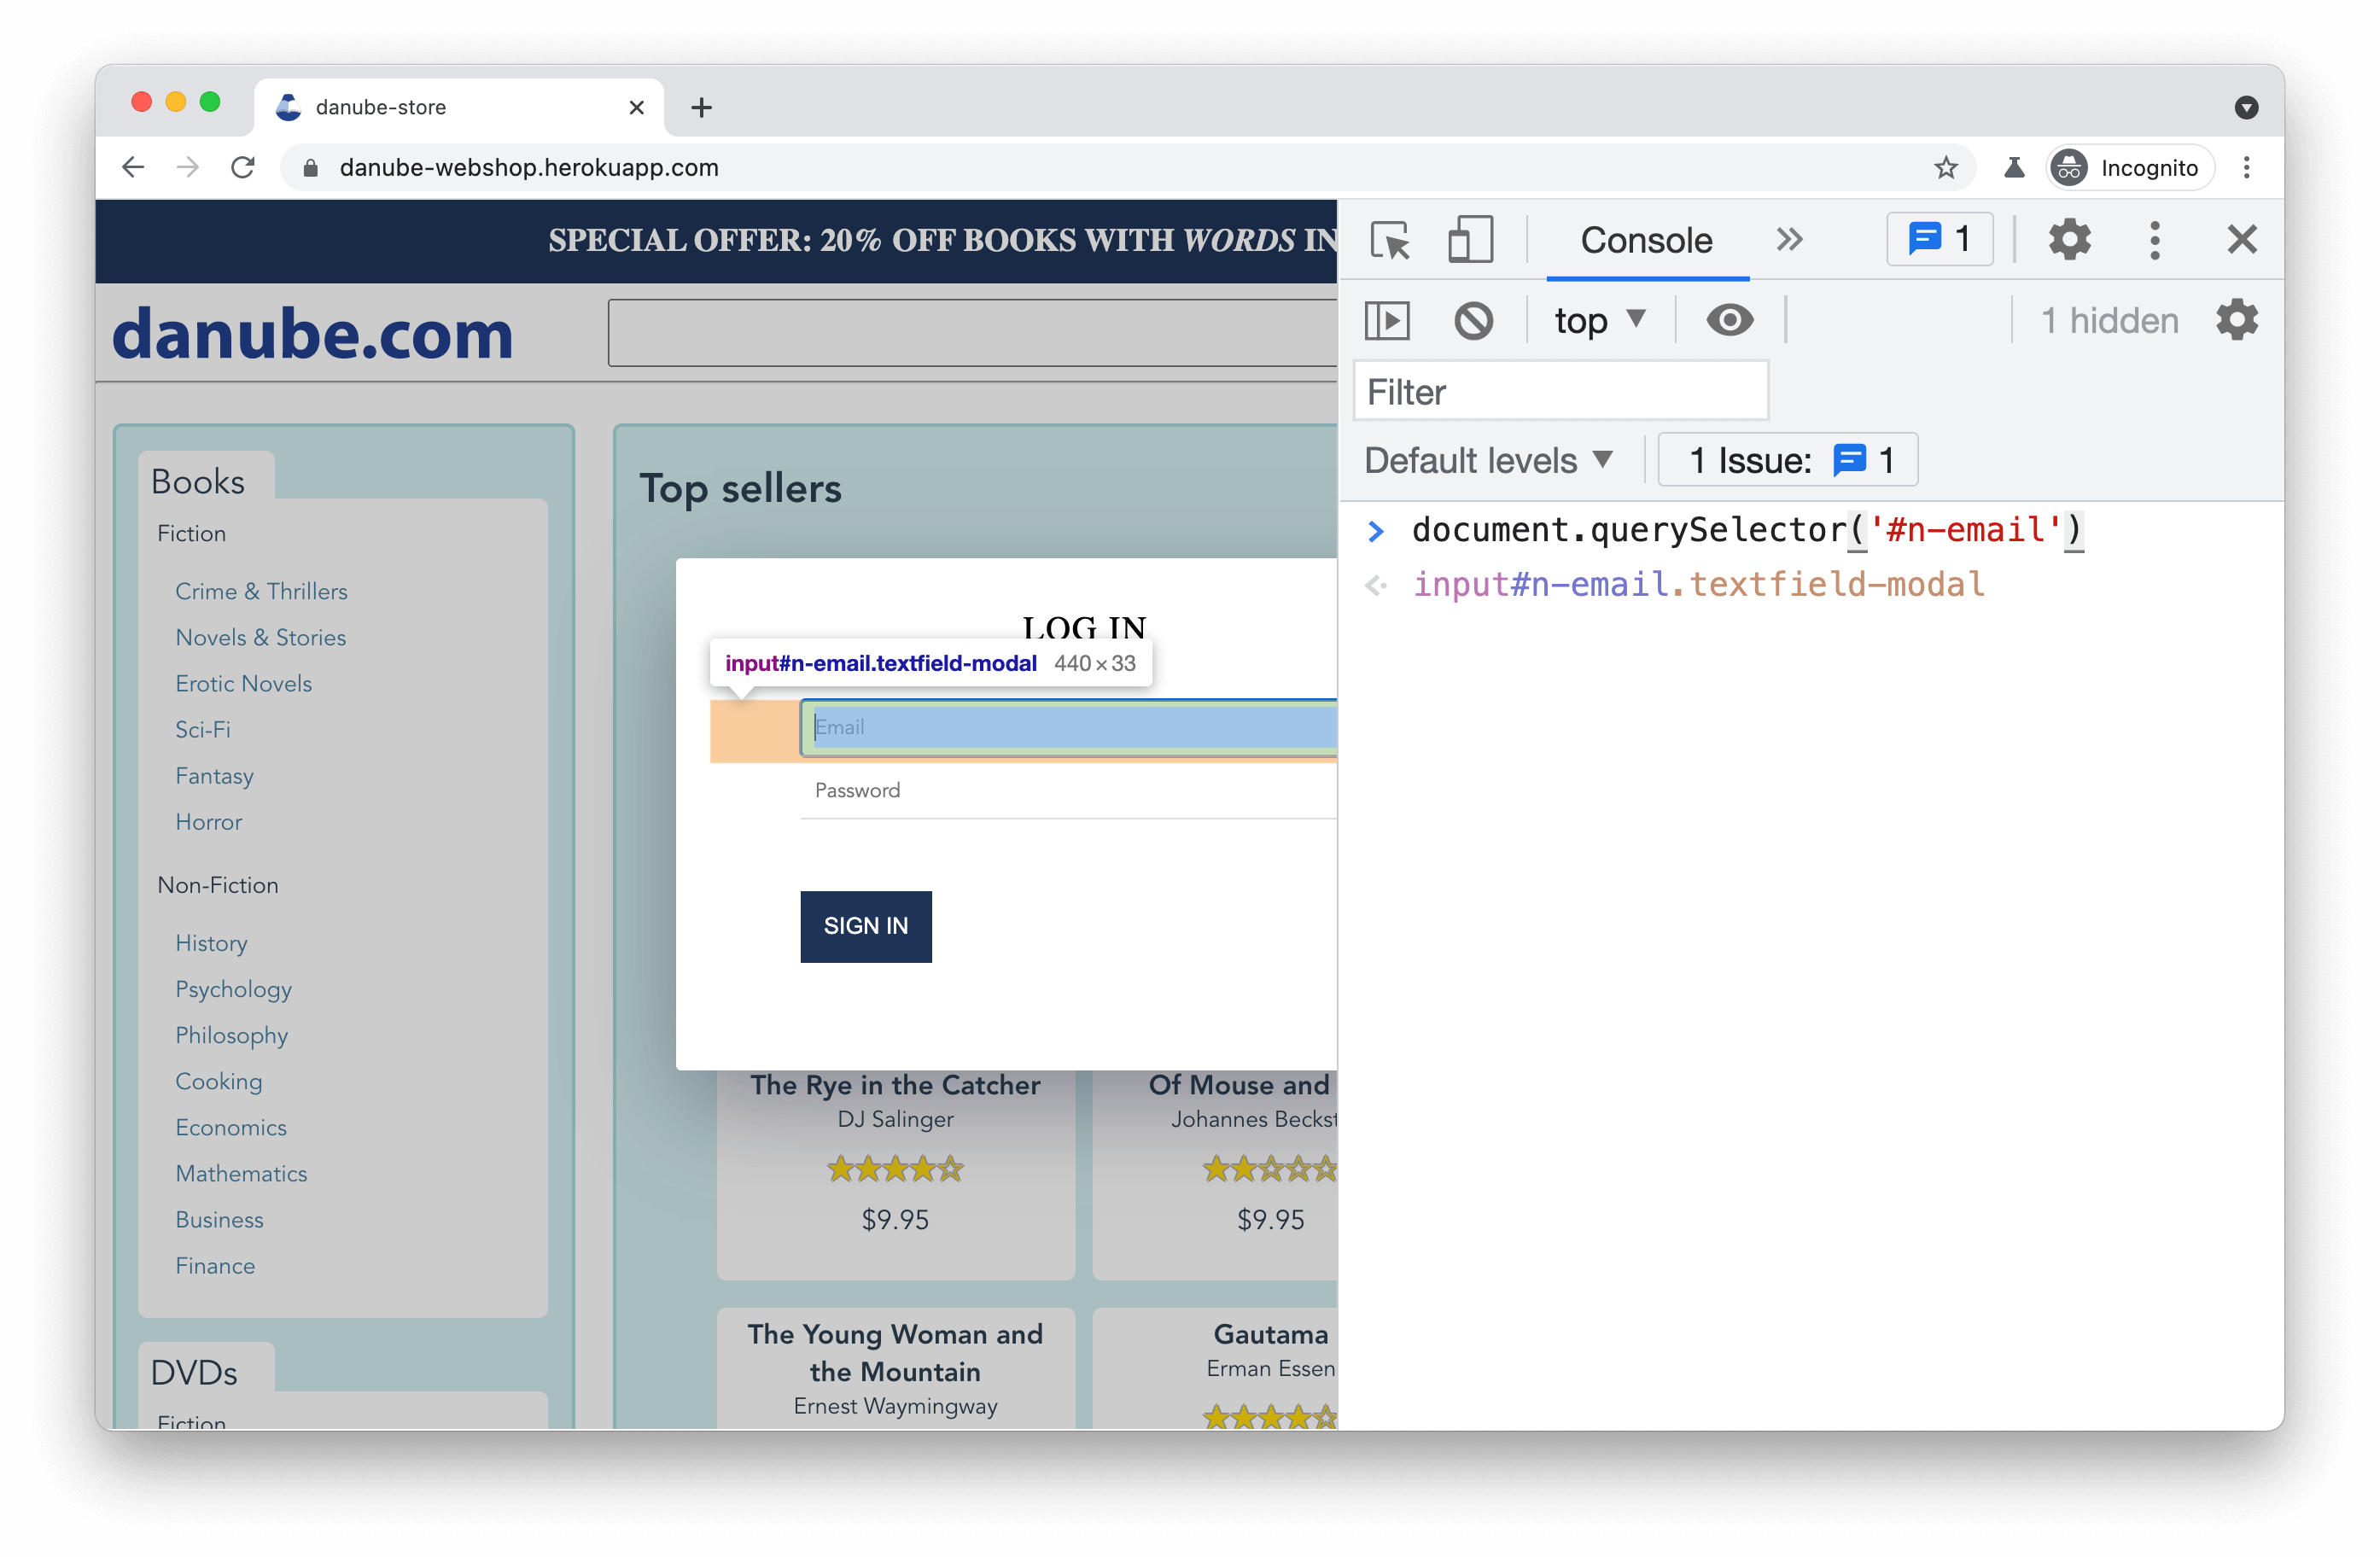 danube-store
danube-webshop.herokuapp.com
Incognito
SPECIAL OFFER: 20% OFF BOOKS WITH WORDS IN
danube.com
Books
Fiction
Crime & Thrillers
Novels & Stories
Erotic Novels
Sci-Fi
Fantasy
Horror
Non-Fiction
History
Psychology
Philosophy
Cooking
Economics
Mathematics
Business
Finance
DVDs
Fiction
Top sellers
LOG IN
input#n-email.textfield-modal 440 × 33
Email
Password
SIGN IN
The Rye in the Catcher
DJ Salinger
$9.95
Of Mouse and
Johannes Beckst
$9.95
The Young Woman and
the Mountain
Ernest Waymingway
Gautama
Erman Essen
Console
1
top
1 hidden
Filter
Default levels
1 Issue: 1
document.querySelector('#n-email')
input#n-email.textfield-modal